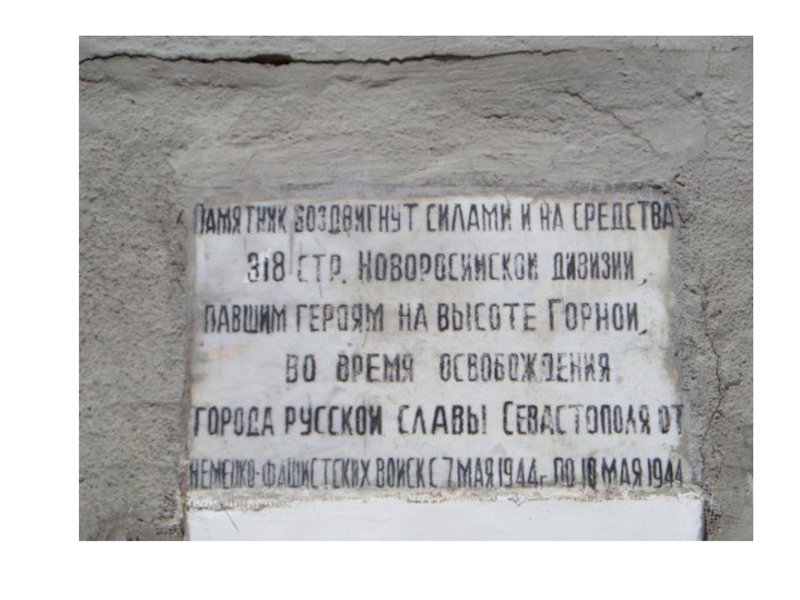 ПАМЯТНИК ВОЗДВИГНУТ СИЛАМИ И НА СРЕДСТВА
318 СТР. НОВОРОСИЙСКОЙ ДИВИЗИИ,
ПАВШИМ ГЕРОЯМ НА ВЫСОТЕ ГОРНОЙ,
ВО ВРЕМЯ ОСВОБОЖДЕНИЯ
ГОРОДА РУССКОЙ СЛАВЫ СЕВАСТОПОЛЯ ОТ
НЕМЕЦКО-ФАШИСТСКИХ ВОЙСК С 7 МАЯ 1944г ПО 10 МАЯ 1944